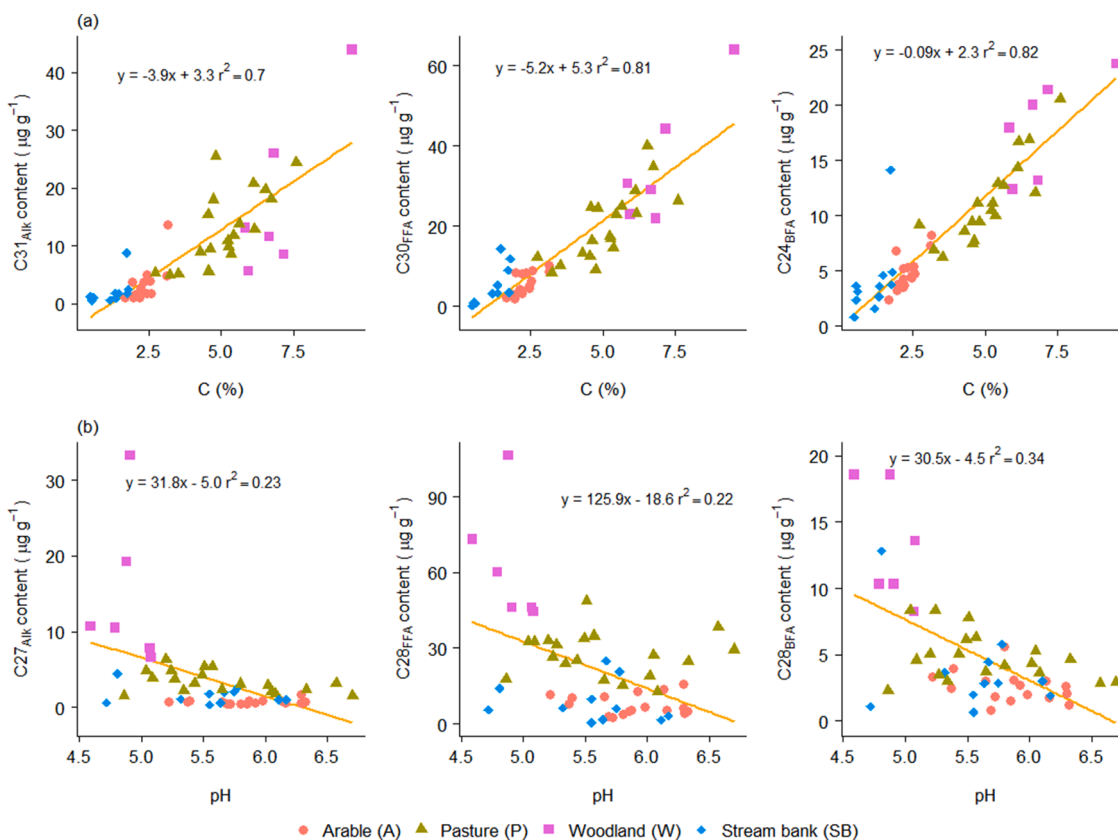 (a)
y = -3.9x + 3.3 r² = 0.7
y = -5.2x + 5.3 r² = 0.81
y = -0.09x + 2.3 r² = 0.82
C31Alk content ( µg g⁻¹)
40
30
20
10
0
2.5 5.0 7.5
C (%)
C30FFA content ( µg g⁻¹)
60
40
20
0
2.5 5.0 7.5
C (%)
C24BFA content ( µg g⁻¹)
25
20
15
10
5
0
2.5 5.0 7.5
C (%)
(b)
y = 31.8x - 5.0 r² = 0.23
y = 125.9x - 18.6 r² = 0.22
y = 30.5x - 4.5 r² = 0.34
C27Alk content ( µg g⁻¹)
30
20
10
0
4.5 5.0 5.5 6.0 6.5
pH
C28FFA content ( µg g⁻¹)
90
60
30
0
4.5 5.0 5.5 6.0 6.5
pH
C28BFA content ( µg g⁻¹)
20
15
10
5
0
4.5 5.0 5.5 6.0 6.5
pH
Arable (A) Pasture (P) Woodland (W) Stream bank (SB)